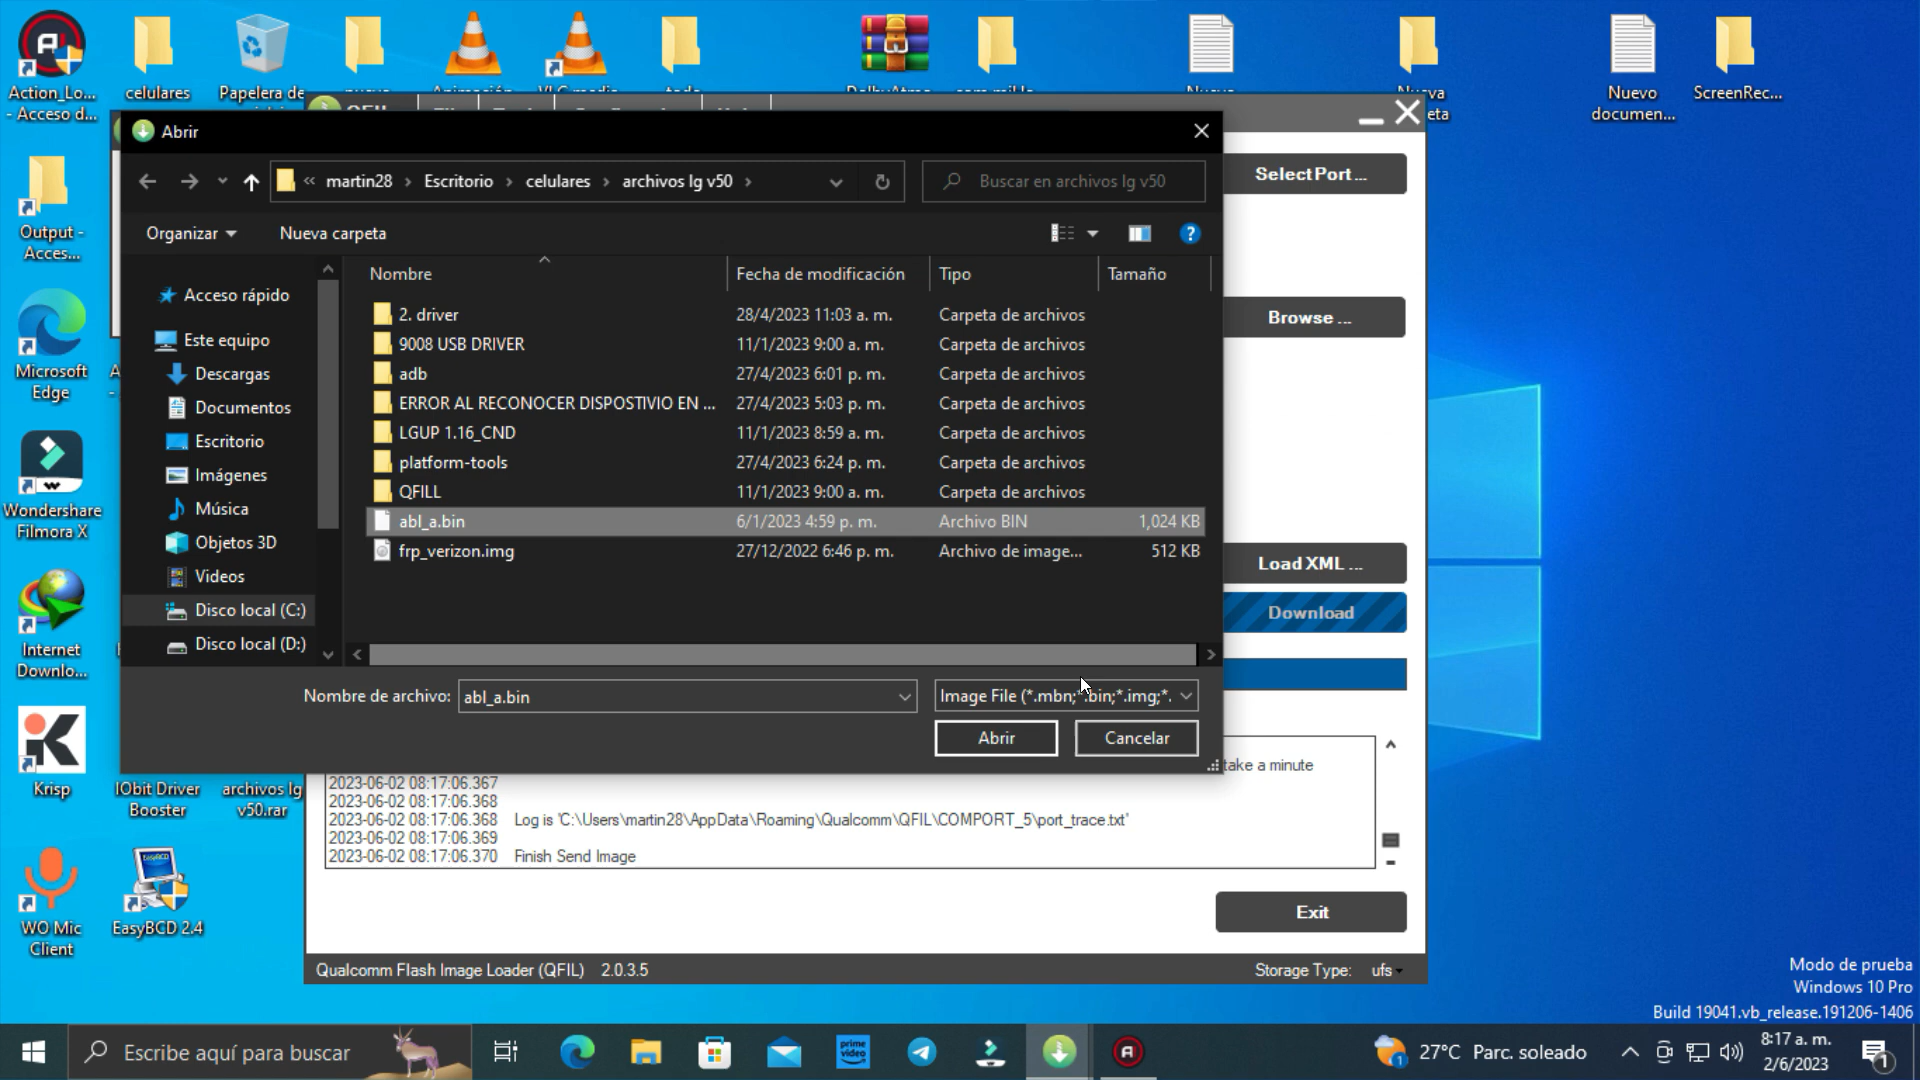 Action_Lo...
- Acceso d...
celulares
Papelera de
Nuevo
documen...
ScreenRec...
Output -
Acces...
Microsoft
Edge
Wondershare
Filmora X
Internet
Downlo...
Krisp
IObit Driver
Booster
archivos lg
v50.rar
WO Mic
Client
EasyBCD 2.4
Abrir
martin28 > Escritorio > celulares > archivos lg v50 >
Buscar en archivos lg v50
Organizar
Nueva carpeta
Acceso rápido
Este equipo
Descargas
Documentos
Escritorio
Imágenes
Música
Objetos 3D
Videos
Disco local (C:)
Disco local (D:)
Nombre Fecha de modificación Tipo Tamaño
2. driver 28/4/2023 11:03 a. m. Carpeta de archivos
9008 USB DRIVER 11/1/2023 9:00 a. m. Carpeta de archivos
adb 27/4/2023 6:01 p. m. Carpeta de archivos
ERROR AL RECONOCER DISPOSTIVIO EN ... 27/4/2023 5:03 p. m. Carpeta de archivos
LGUP 1.16_CND 11/1/2023 8:59 a. m. Carpeta de archivos
platform-tools 27/4/2023 6:24 p. m. Carpeta de archivos
QFILL 11/1/2023 9:00 a. m. Carpeta de archivos
abl_a.bin 6/1/2023 4:59 p. m. Archivo BIN 1,024 KB
frp_verizon.img 27/12/2022 6:46 p. m. Archivo de image... 512 KB
Nombre de archivo: abl_a.bin
Image File (*.mbn;*.bin;*.img;*.
Abrir
Cancelar
Select Port ...
Browse ...
Load XML ...
Download
take a minute
2023-06-02 08:17:06.367
2023-06-02 08:17:06.368
2023-06-02 08:17:06.368 Log is 'C:\Users\martin28\AppData\Roaming\Qualcomm\QFIL\COMPORT_5\port_trace.txt'
2023-06-02 08:17:06.369
2023-06-02 08:17:06.370 Finish Send Image
Exit
Qualcomm Flash Image Loader (QFIL) 2.0.3.5
Storage Type: ufs
Modo de prueba
Windows 10 Pro
Build 19041.vb_release.191206-1406
Escribe aquí para buscar
prime
video
27°C Parc. soleado
8:17 a. m.
2/6/2023
1